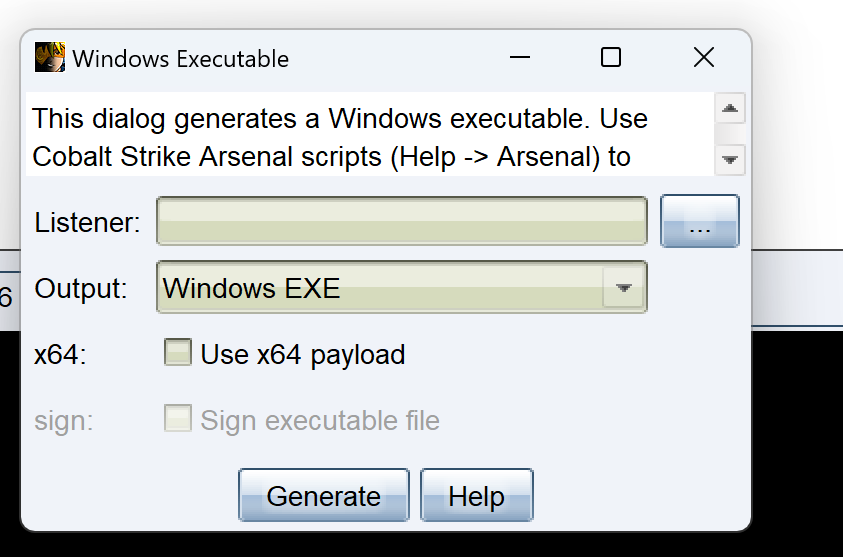 Windows Executable
This dialog generates a Windows executable. Use
Cobalt Strike Arsenal scripts (Help -> Arsenal) to
Listener:
...
6
Output:
Windows EXE
x64:
Use x64 payload
sign:
Sign executable file
Generate
Help